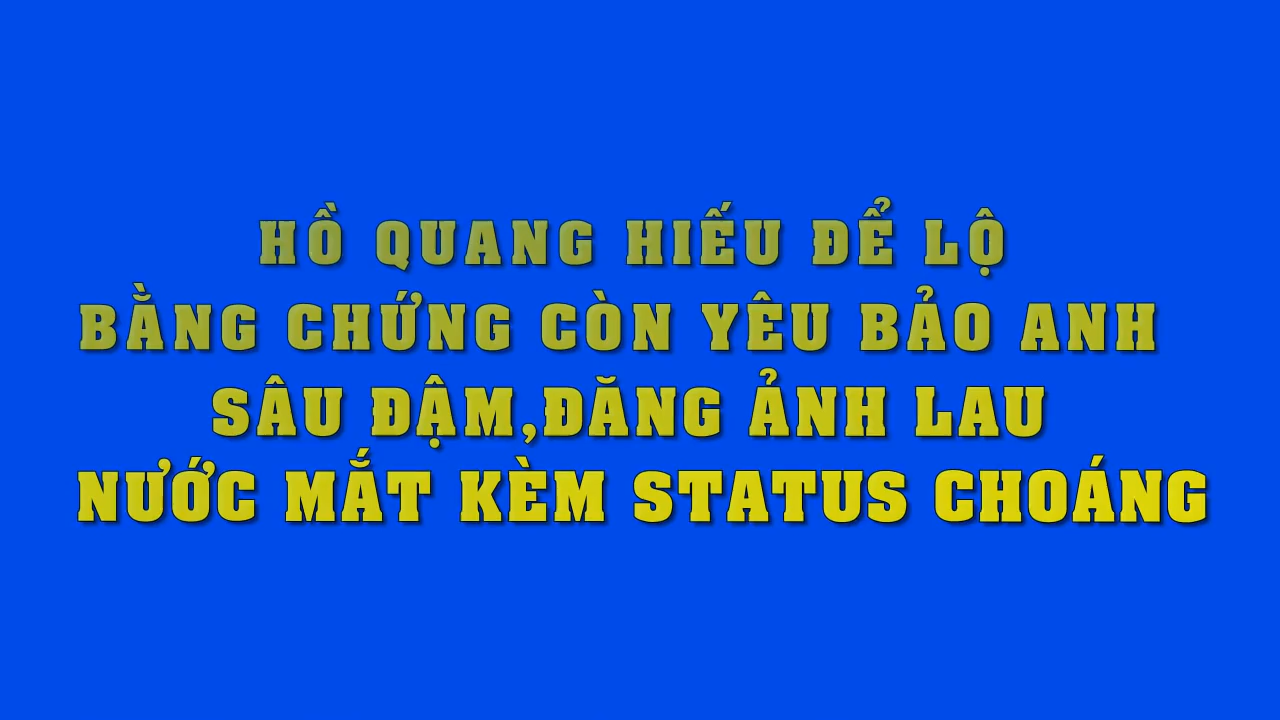 HỒ QUANG HIẾU ĐỂ LỘ
BẰNG CHỨNG CÒN YÊU BẢO ANH
SÂU ĐẬM,ĐĂNG ẢNH LAU
NƯỚC MẮT KÈM STATUS CHOÁNG